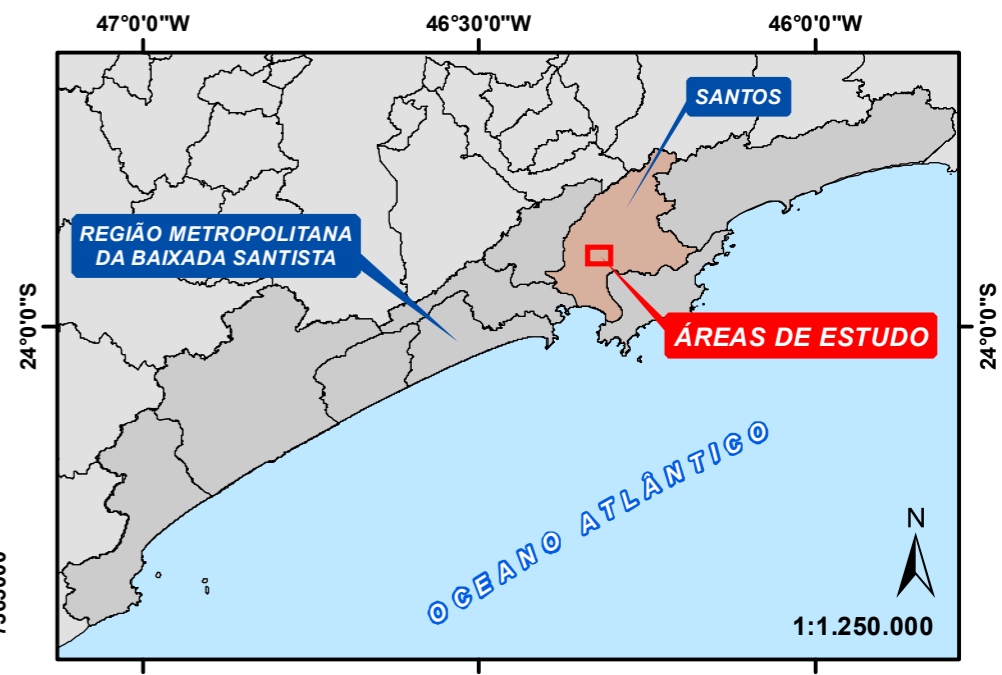 47°0'0"W 46°30'0"W 46°0'0"W
SANTOS
REGIÃO METROPOLITANA
DA BAIXADA SANTISTA
24°0'0"S
24°0'0"S
ÁREAS DE ESTUDO
OCEANO ATLÂNTICO
N
1:1.250.000